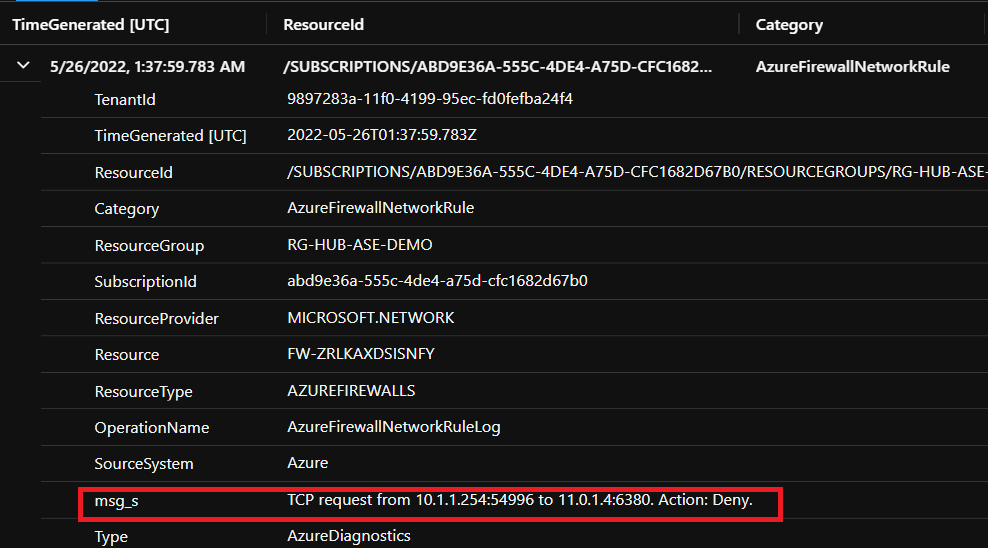 TimeGenerated [UTC] ResourceId Category
5/26/2022, 1:37:59.783 AM /SUBSCRIPTIONS/ABD9E36A-555C-4DE4-A75D-CFC1682... AzureFirewallNetworkRule
TenantId 9897283a-11f0-4199-95ec-fd0fefba24f4
TimeGenerated [UTC] 2022-05-26T01:37:59.783Z
ResourceId /SUBSCRIPTIONS/ABD9E36A-555C-4DE4-A75D-CFC1682D67B0/RESOURCEGROUPS/RG-HUB-ASE-
Category AzureFirewallNetworkRule
ResourceGroup RG-HUB-ASE-DEMO
SubscriptionId abd9e36a-555c-4de4-a75d-cfc1682d67b0
ResourceProvider MICROSOFT.NETWORK
Resource FW-ZRLKAXDSISNFY
ResourceType AZUREFIREWALLS
OperationName AzureFirewallNetworkRuleLog
SourceSystem Azure
msg_s TCP request from 10.1.1.254:54996 to 11.0.1.4:6380. Action: Deny.
Type AzureDiagnostics